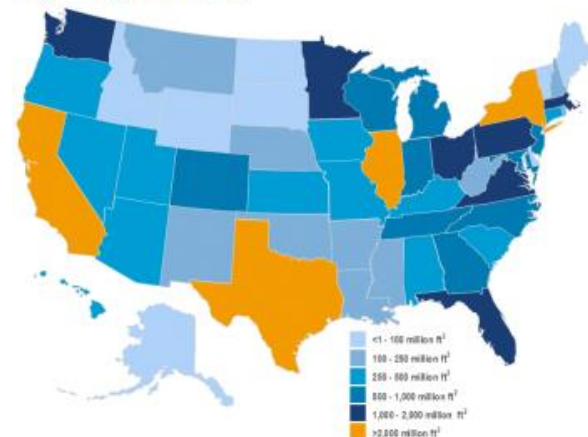 <1 - 100 million ft²
100 - 250 million ft²
250 - 500 million ft²
500 - 1,000 million ft²
1,000 - 2,000 million ft²
>2,000 million ft²